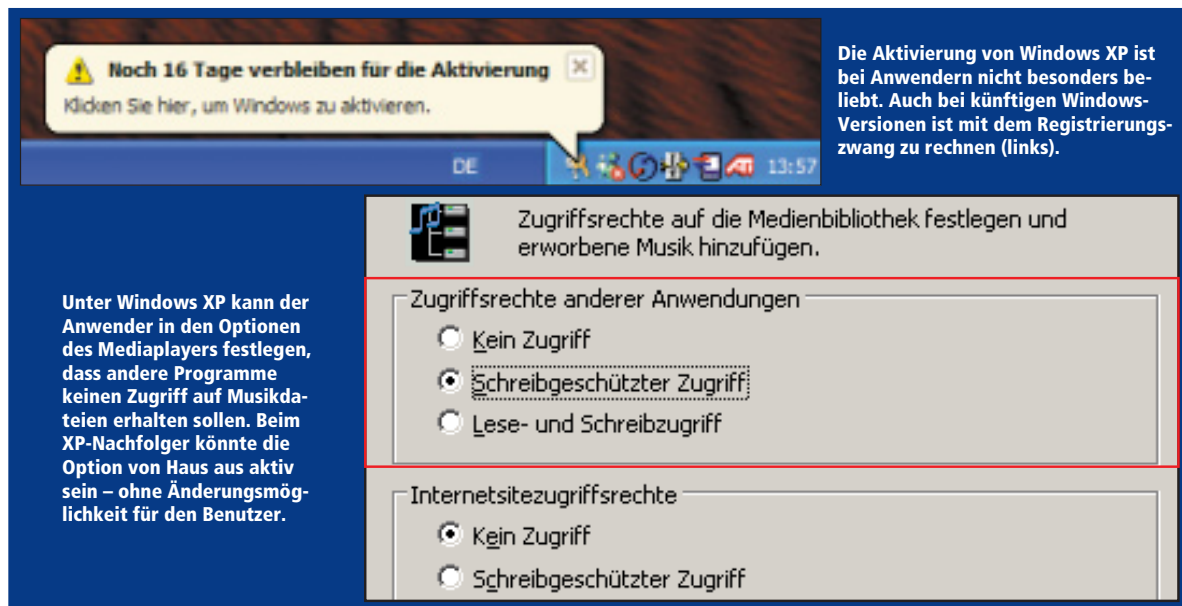 Noch 16 Tage verbleiben für die Aktivierung
Klicken Sie hier, um Windows zu aktivieren.
DE
ATI
13:57
Die Aktivierung von Windows XP ist
bei Anwendern nicht besonders be-
liebt. Auch bei künftigen Windows-
Versionen ist mit dem Registrierungs-
zwang zu rechnen (links).
Unter Windows XP kann der
Anwender in den Optionen
des Mediaplayers festlegen,
dass andere Programme
keinen Zugriff auf Musikda-
teien erhalten sollen. Beim
XP-Nachfolger könnte die
Option von Haus aus aktiv
sein – ohne Änderungsmög-
lichkeit für den Benutzer.
Zugriffsrechte auf die Medienbibliothek festlegen und
erworbene Musik hinzufügen.
Zugriffsrechte anderer Anwendungen
Kein Zugriff
Schreibgeschützter Zugriff
Lese- und Schreibzugriff
Internetsitezugriffsrechte
Kein Zugriff
Schreibgeschützter Zugriff